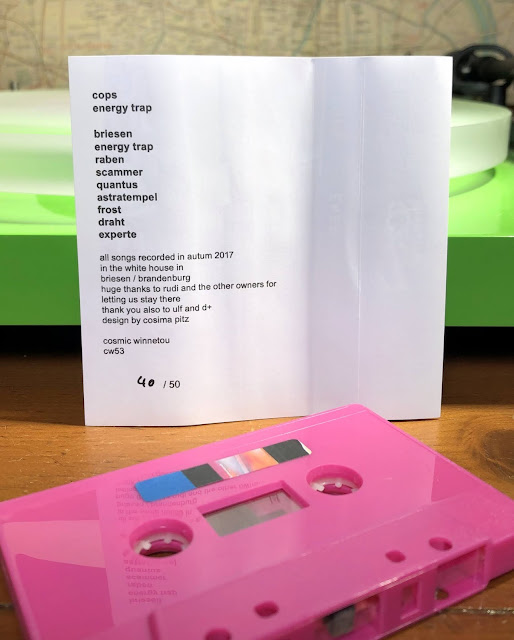 cops
energy trap
briesen
energy trap
raben
scammer
quantus
astratempel
frost
draht
experte
all songs recorded in autum 2017
in the white house in
briesen / brandenburg
huge thanks to rudi and the other owners for
letting us stay there
thank you also to ulf and d+
design by cosima pitz
cosmic winnetou
cw53
40 / 50